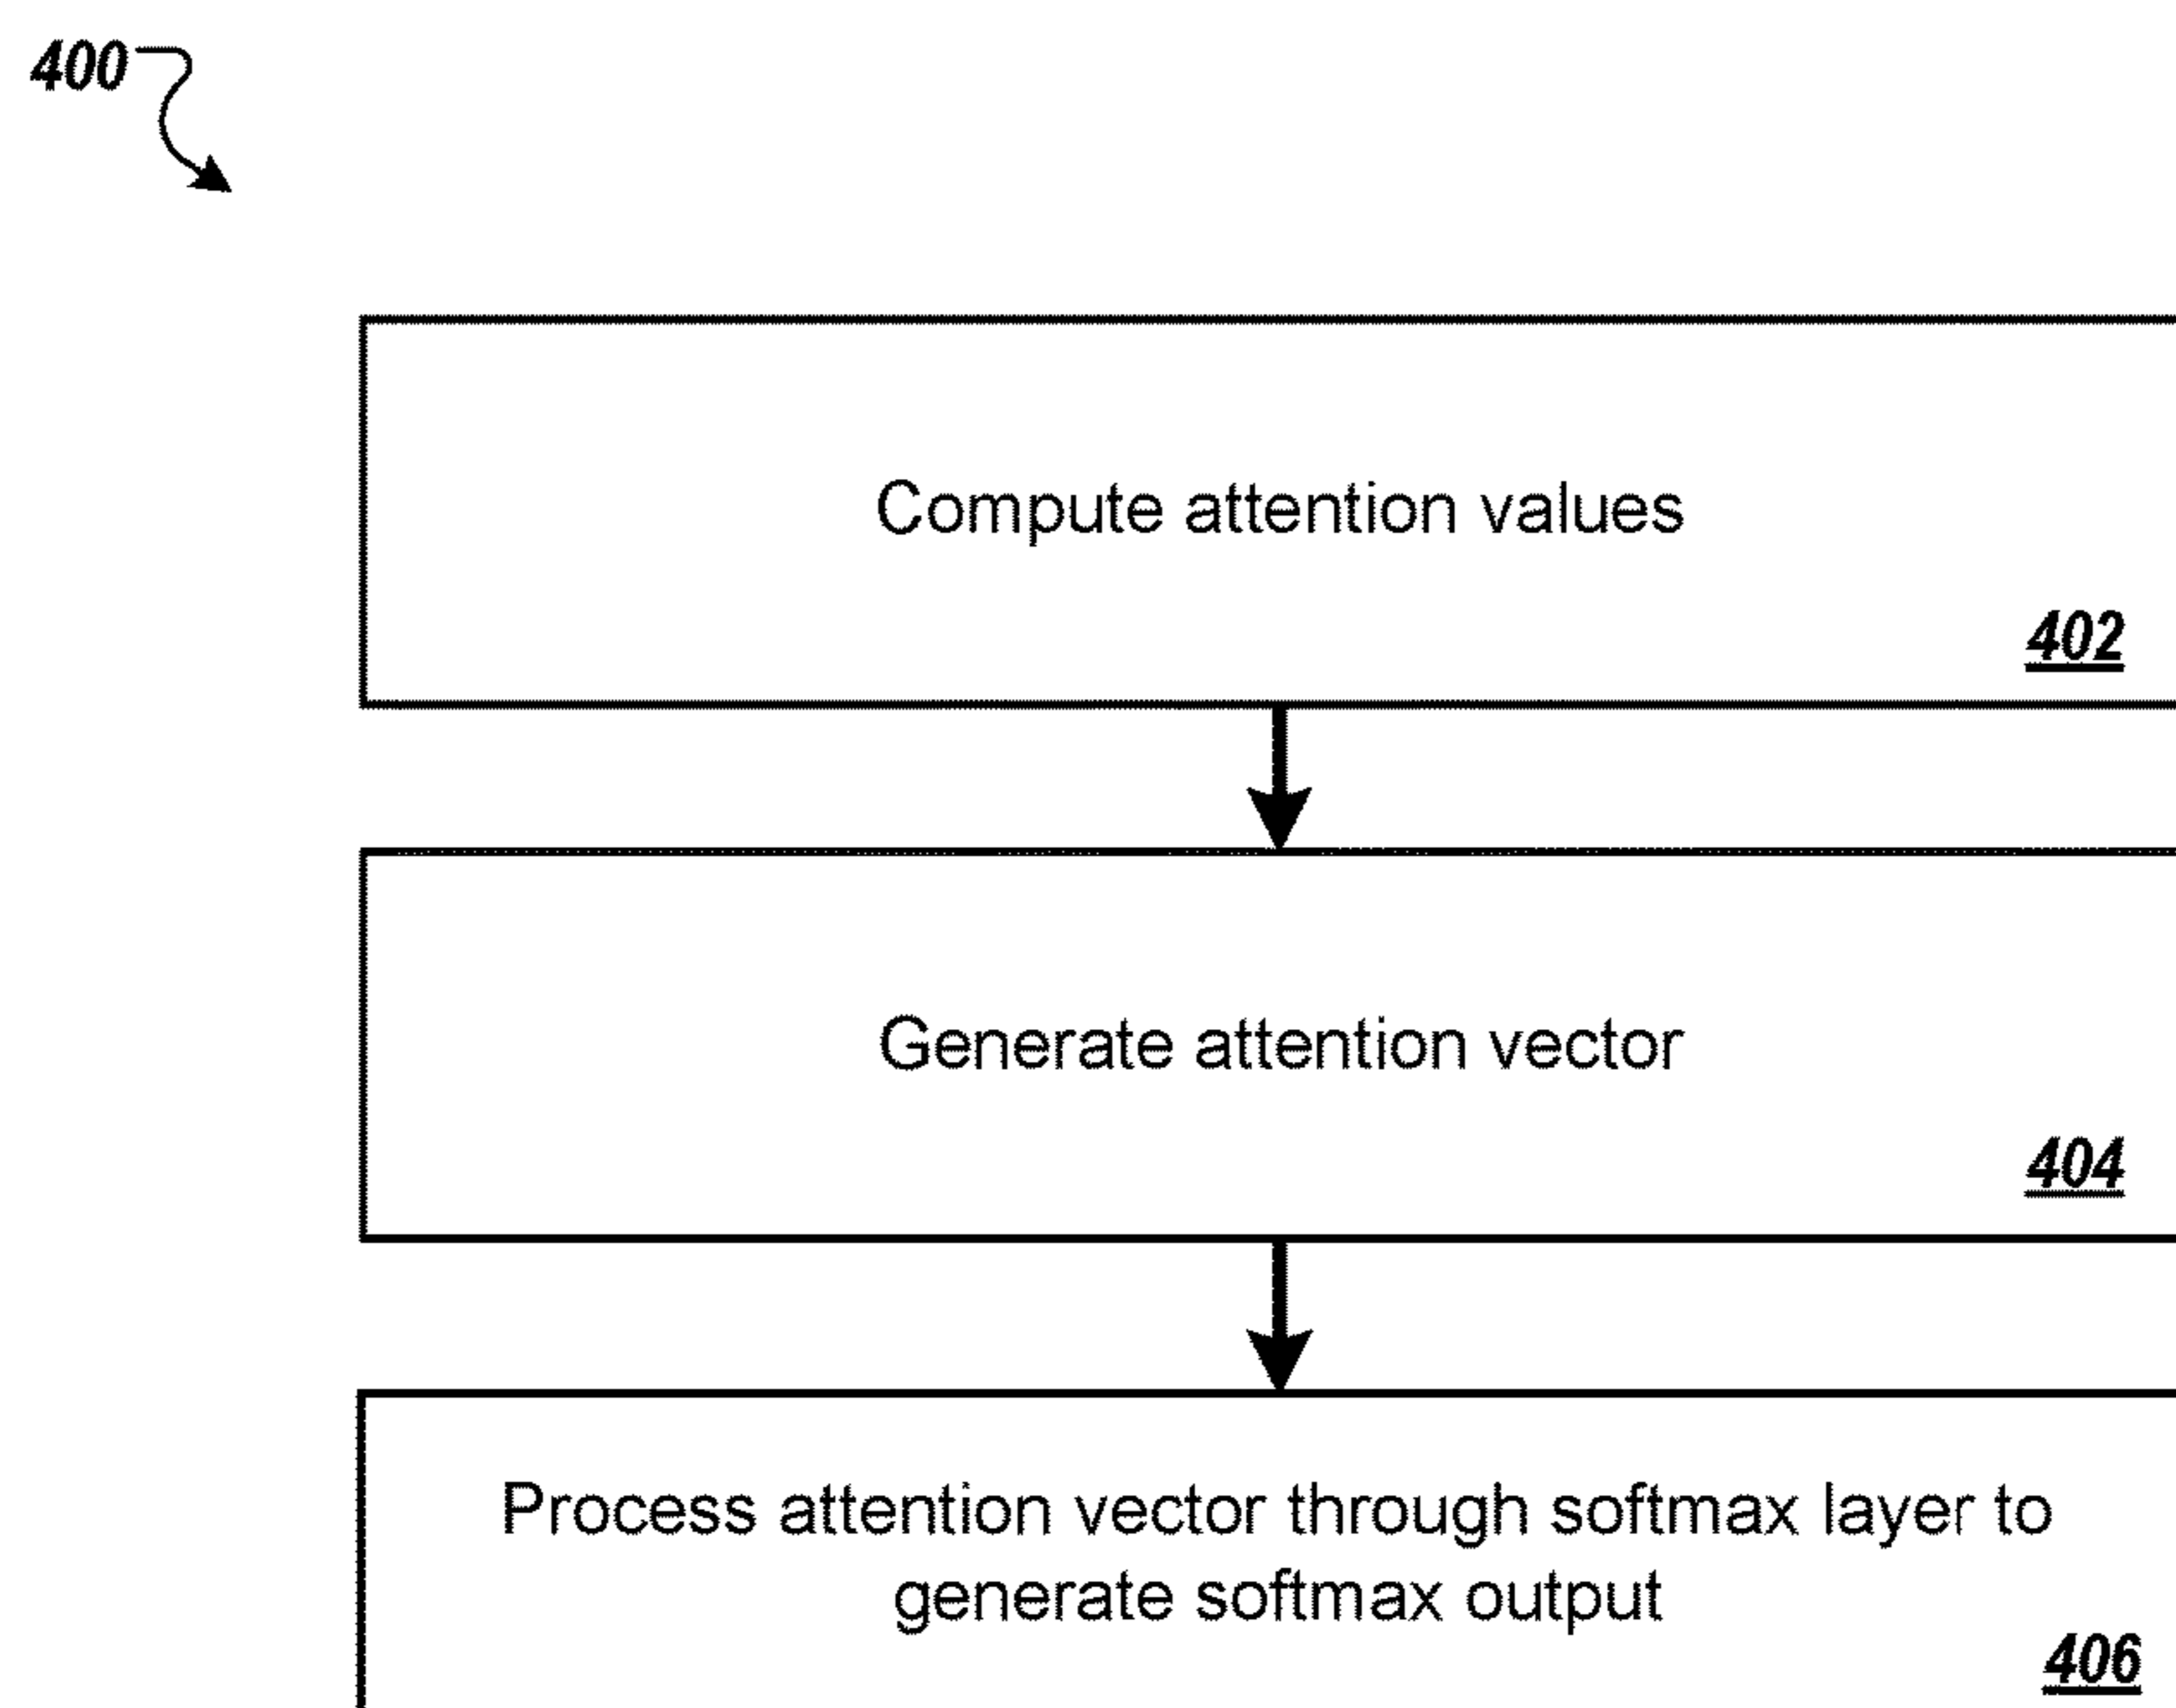 400
Compute attention values
402
Generate attention vector
404
Process attention vector through softmax layer to
generate softmax output
406